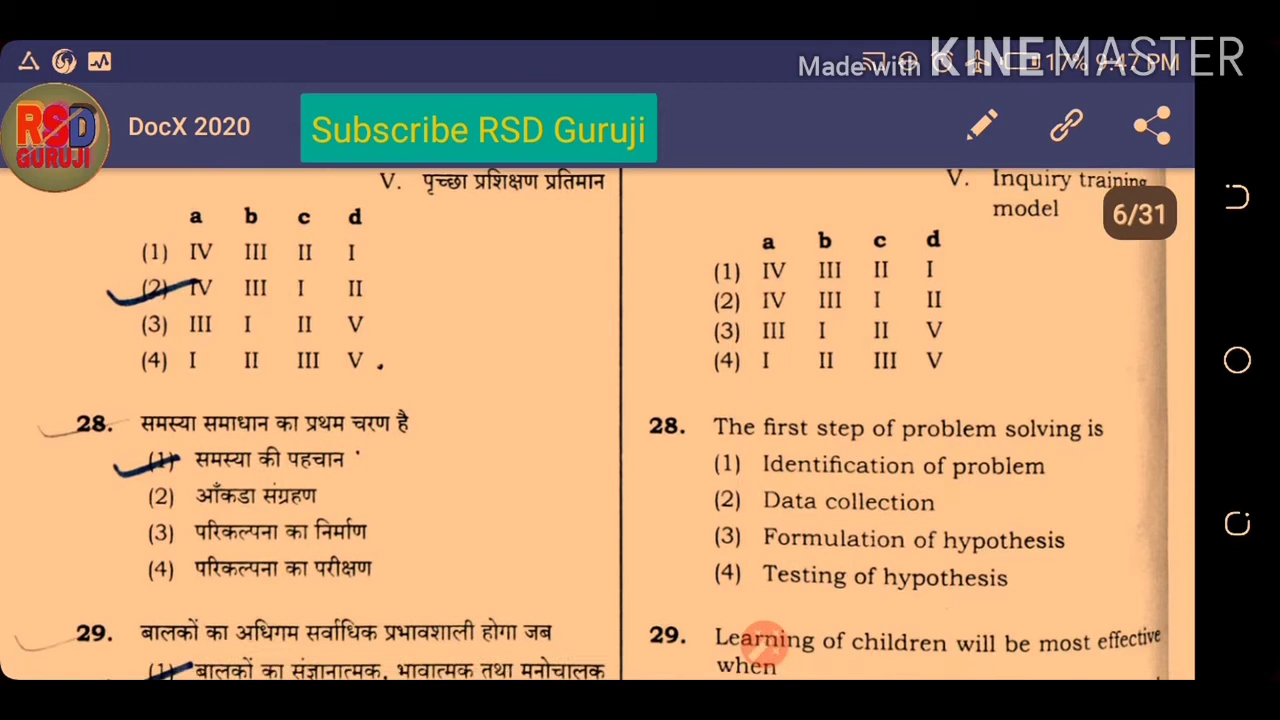 Made with KINEMASTER
17% 9:47 PM
RSD
GURUJI
DocX 2020
Subscribe RSD Guruji
6/31
V. पृच्छा प्रशिक्षण प्रतिमान
a b c d
(1) IV III II I
(2) IV III I II
(3) III I II V
(4) I II III V
28. समस्या समाधान का प्रथम चरण है
(1) समस्या की पहचान
(2) आँकडा संग्रहण
(3) परिकल्पना का निर्माण
(4) परिकल्पना का परीक्षण
29. बालकों का अधिगम सर्वाधिक प्रभावशाली होगा जब
(1) बालकों का संज्ञानात्मक, भावात्मक तथा मनोचालक
V. Inquiry training
model
a b c d
(1) IV III II I
(2) IV III I II
(3) III I II V
(4) I II III V
28. The first step of problem solving is
(1) Identification of problem
(2) Data collection
(3) Formulation of hypothesis
(4) Testing of hypothesis
29. Learning of children will be most effective
when